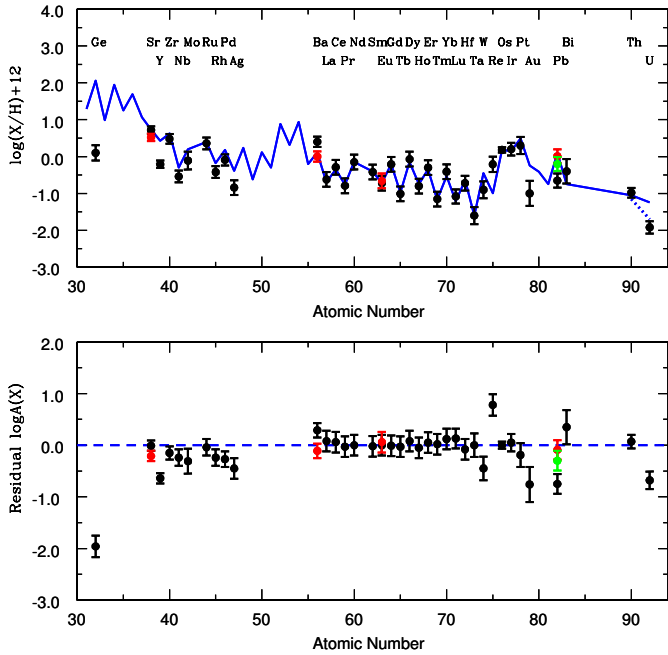 4.0
3.0
2.0
1.0
0.0
-1.0
-2.0
-3.0
log(X/H)+12
Ge Sr Zr Mo Ru Pd Ba Ce Nd Sm Gd Dy Er Yb Hf W Os Pt Bi Th
Y Nb Rh Ag La Pr Eu Tb Ho Tm Lu Ta Re Ir Au Pb U
30 40 50 60 70 80 90
Atomic Number
2.0
1.0
0.0
-1.0
-2.0
-3.0
Residual logA(X)
30 40 50 60 70 80 90
Atomic Number